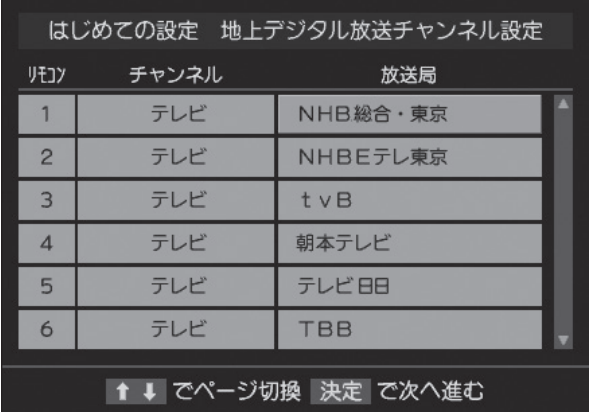 はじめての設定 地上デジタル放送チャンネル設定
ﾘﾓｺﾝ チャンネル 放送局
1 テレビ NHB総合・東京
2 テレビ NHBEテレ東京
3 テレビ tvB
4 テレビ 朝本テレビ
5 テレビ テレビ日日
6 テレビ TBB
▲
▼
⬆⬇でページ切換 決定 で次へ進む